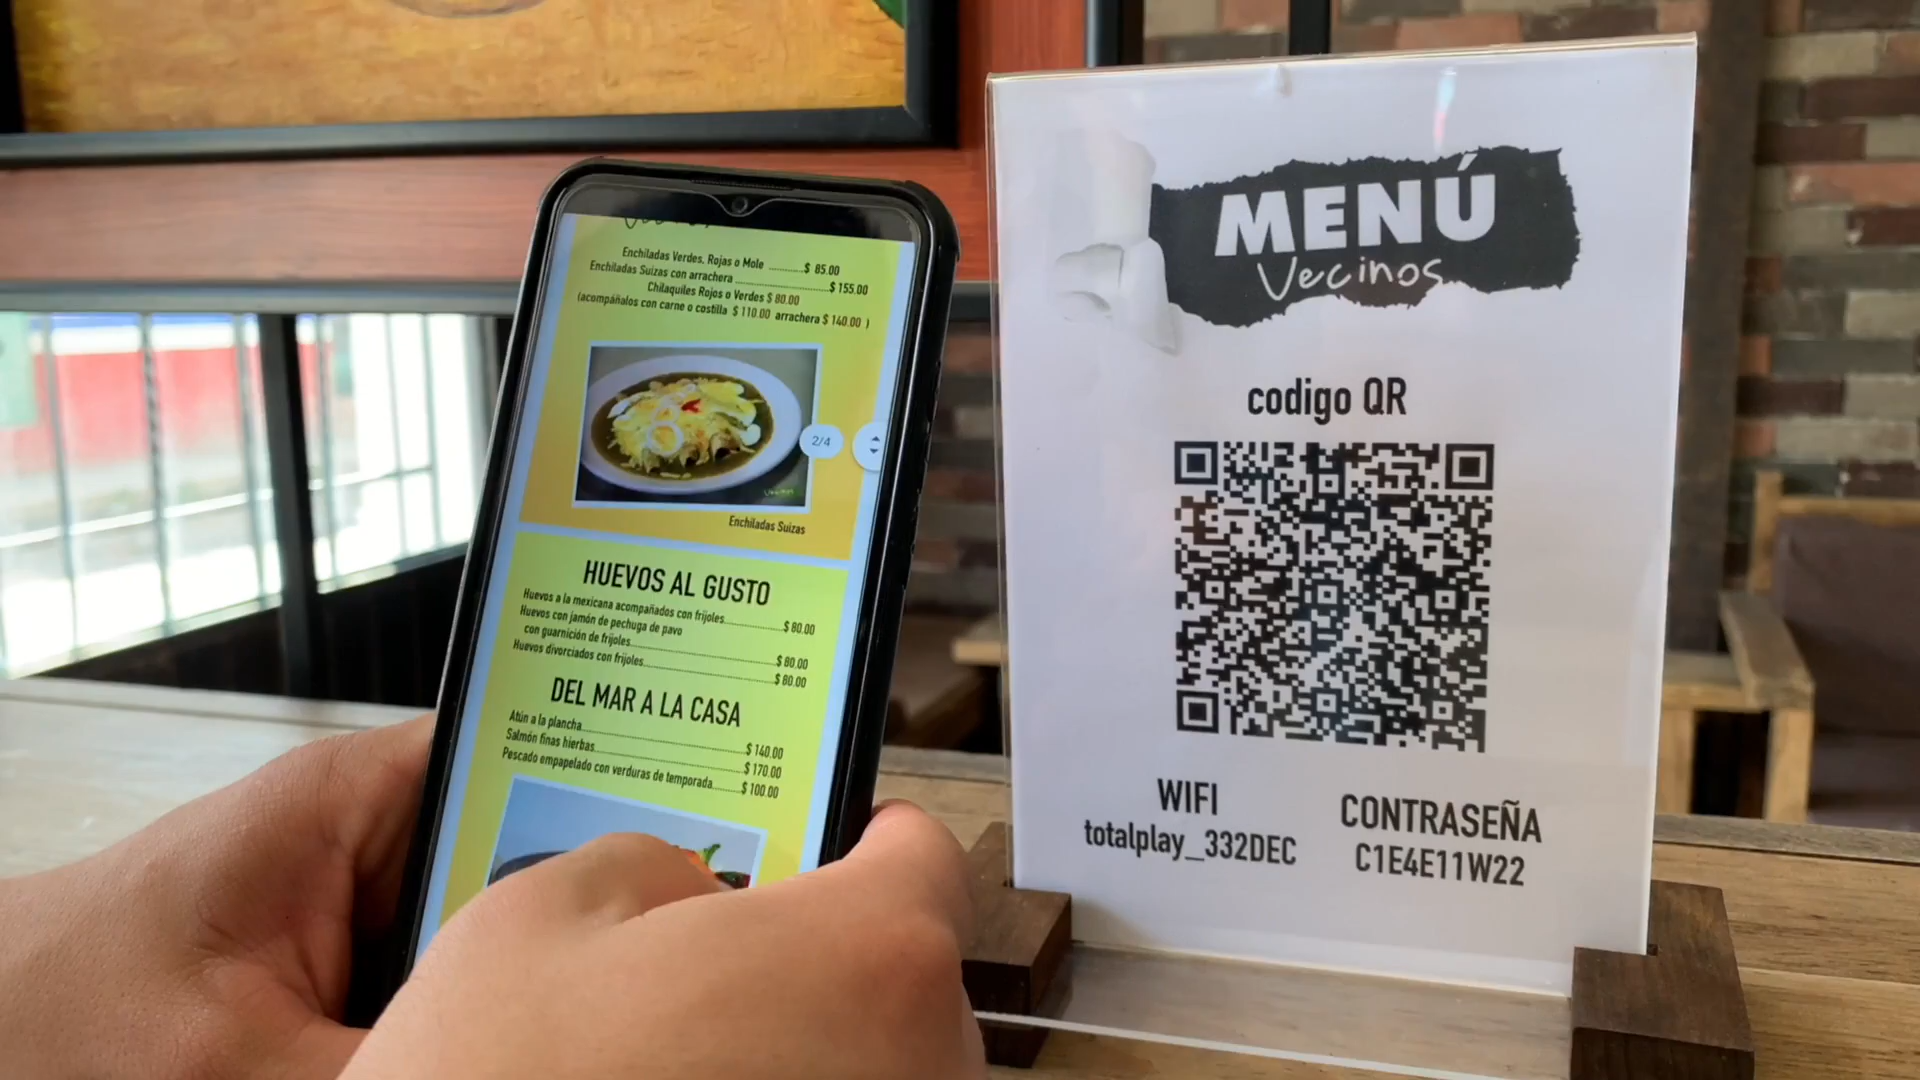 Enchiladas Verdes, Rojas o Mole ..........$ 85.00
Enchiladas Suizas con arrachera ..............................$ 155.00
Chilaquiles Rojos o Verdes $ 80.00
(acompáñalos con carne o costilla $ 110.00 arrachera $ 140.00 )
2/4
Vecinos
Enchiladas Suizas
HUEVOS AL GUSTO
Huevos a la mexicana acompañados con frijoles....................$ 80.00
Huevos con jamón de pechuga de pavo
con guarnición de frijoles..................................................$ 80.00
Huevos divorciados con frijoles..............................................$ 80.00
DEL MAR A LA CASA
Atún a la plancha.......................................................$ 140.00
Salmón finas hierbas..................................................$ 170.00
Pescado empapelado con verduras de temporada..........$ 100.00
MENÚ
Vecinos
codigo QR
WIFI
totalplay_332DEC
CONTRASEÑA
C1E4E11W22